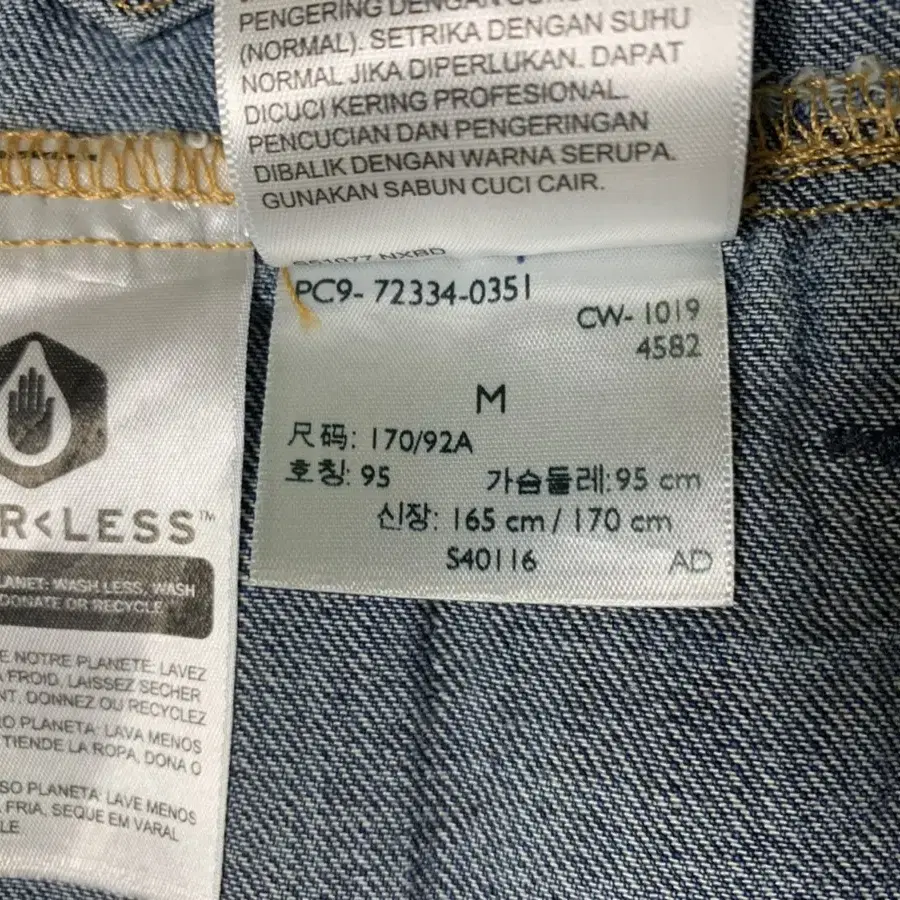 PENGERING DENGAN
(NORMAL). SETRIKA DENGAN SUHU
NORMAL JIKA DIPERLUKAN. DAPAT
DICUCI KERING PROFESIONAL.
PENCUCIAN DAN PENGERINGAN
DIBALIK DENGAN WARNA SERUPA.
GUNAKAN SABUN CUCI CAIR.
PC9- 72334-0351
CW- 1019
4582
M
尺码: 170/92A
호칭: 95 가슴둘레: 95 cm
신장: 165 cm / 170 cm
S40116 AD
R<LESS™
LANET: WASH LESS, WASH
DONATE OR RECYCLE
E NOTRE PLANETE: LAVEZ
FROID, LAISSEZ SECHER
NT, DONNEZ OU RECYCLEZ
O PLANETA: LAVA MENOS
TIENDE LA ROPA, DONA O
SO PLANETA: LAVE MENOS
FRIA, SEQUE EM VARAL
LE